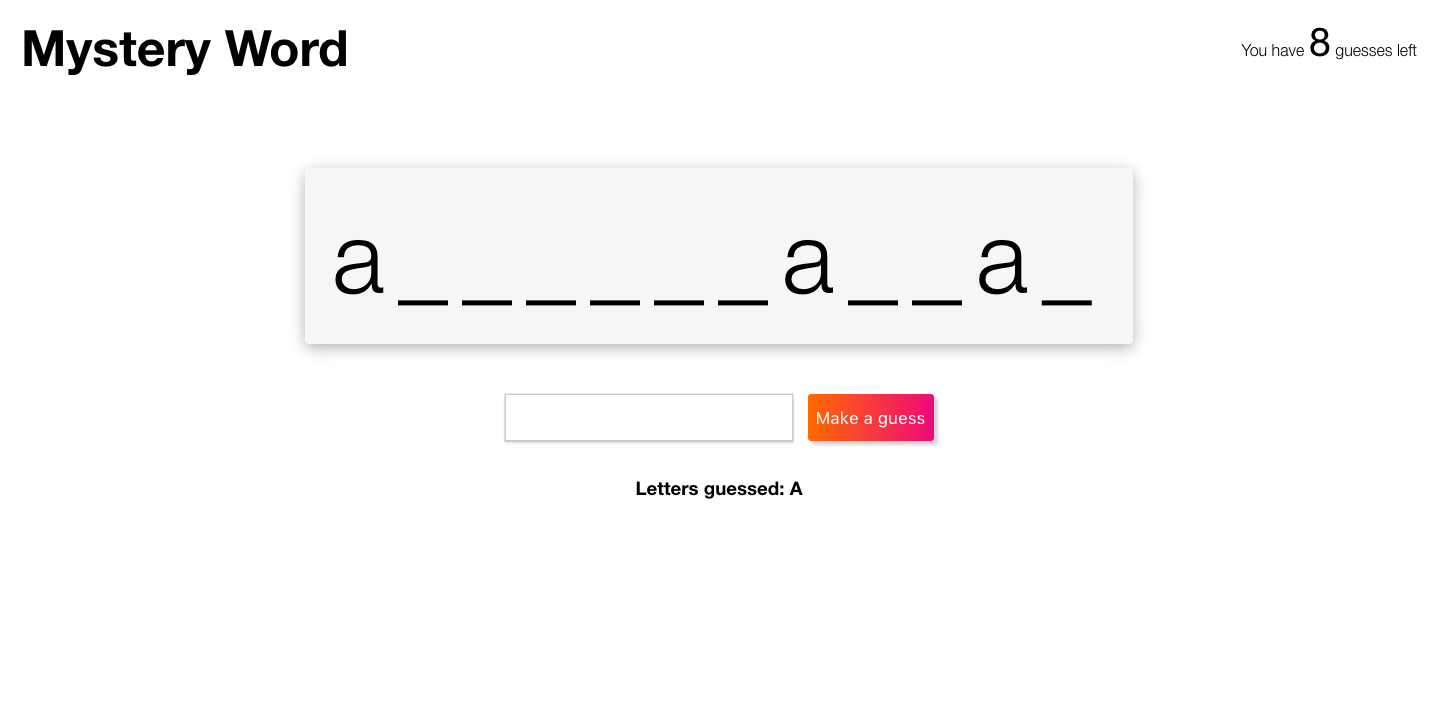 Mystery Word
You have 8 guesses left
a _ _ _ _ _ _ a _ _ a _
Make a guess
Letters guessed: A